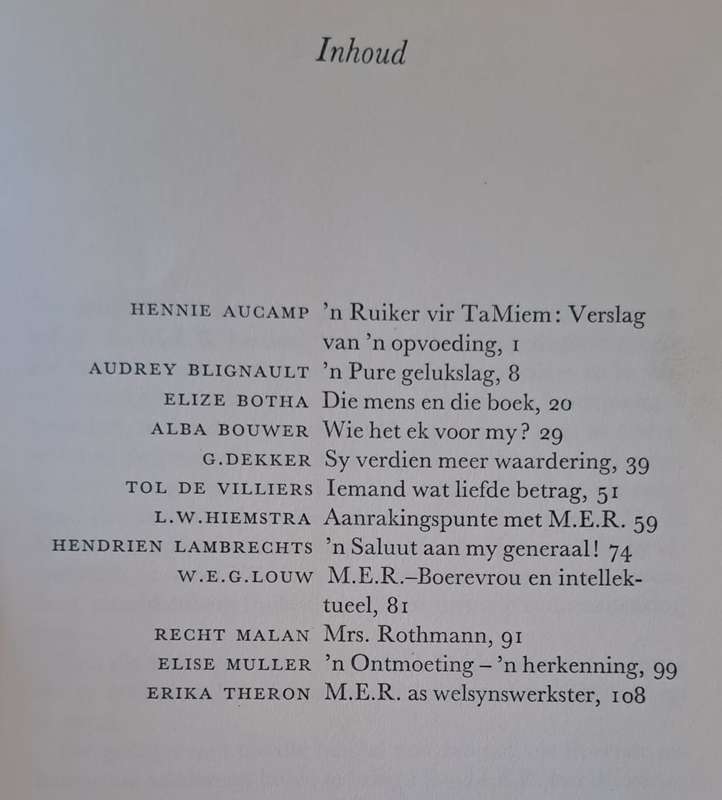 Inhoud
HENNIE AUCAMP 'n Ruiker vir TaMiem: Verslag
van 'n opvoeding, 1
AUDREY BLIGNAULT 'n Pure gelukslag, 8
ELIZE BOTHA Die mens en die boek, 20
ALBA BOUWER Wie het ek voor my? 29
G.DEKKER Sy verdien meer waardering, 39
TOL DE VILLIERS Iemand wat liefde betrag, 51
L.W.HIEMSTRA Aanrakingspunte met M.E.R. 59
HENDRIEN LAMBRECHTS 'n Saluut aan my generaal! 74
W.E.G.LOUW M.E.R.–Boerevrou en intellek-
tueel, 81
RECHT MALAN Mrs. Rothmann, 91
ELISE MULLER 'n Ontmoeting – 'n herkenning, 99
ERIKA THERON M.E.R. as welsynswerkster, 108